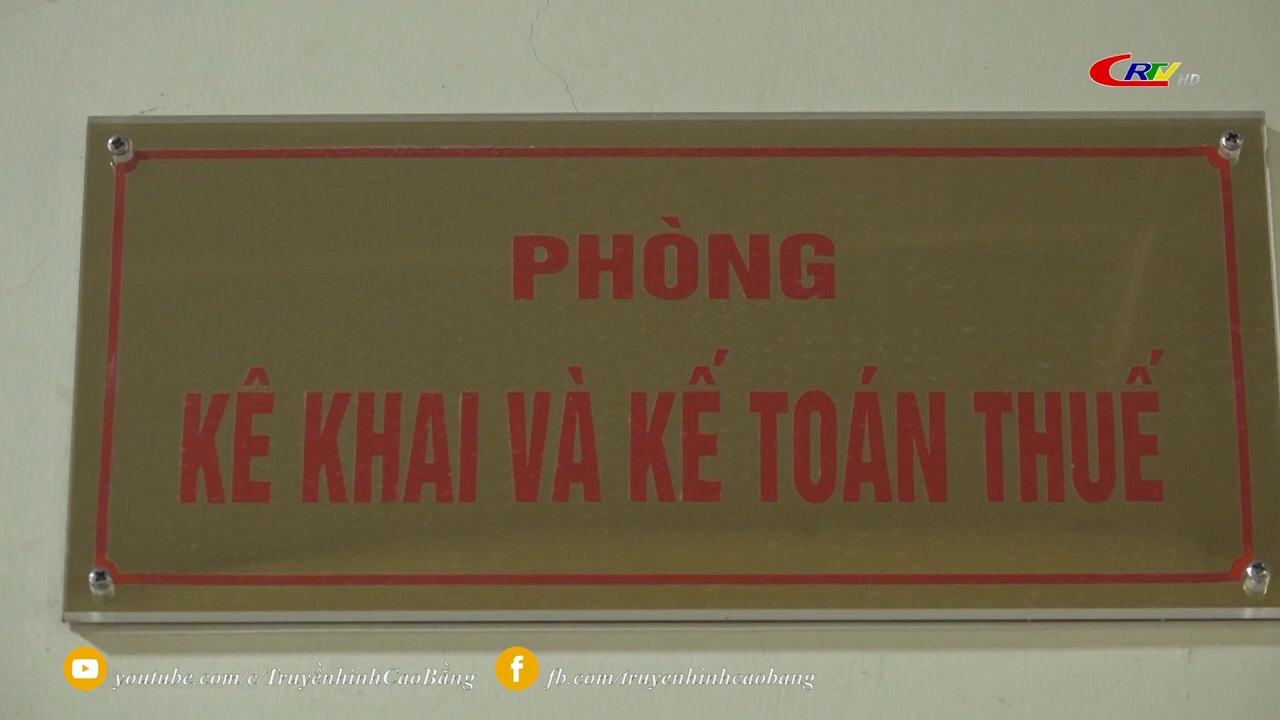 CRTV HD
PHÒNG
KÊ KHAI VÀ KẾ TOÁN THUẾ
youtube.com/c/TruyềnhìnhCaoBằng
fb.com/truyenhinhcaobang